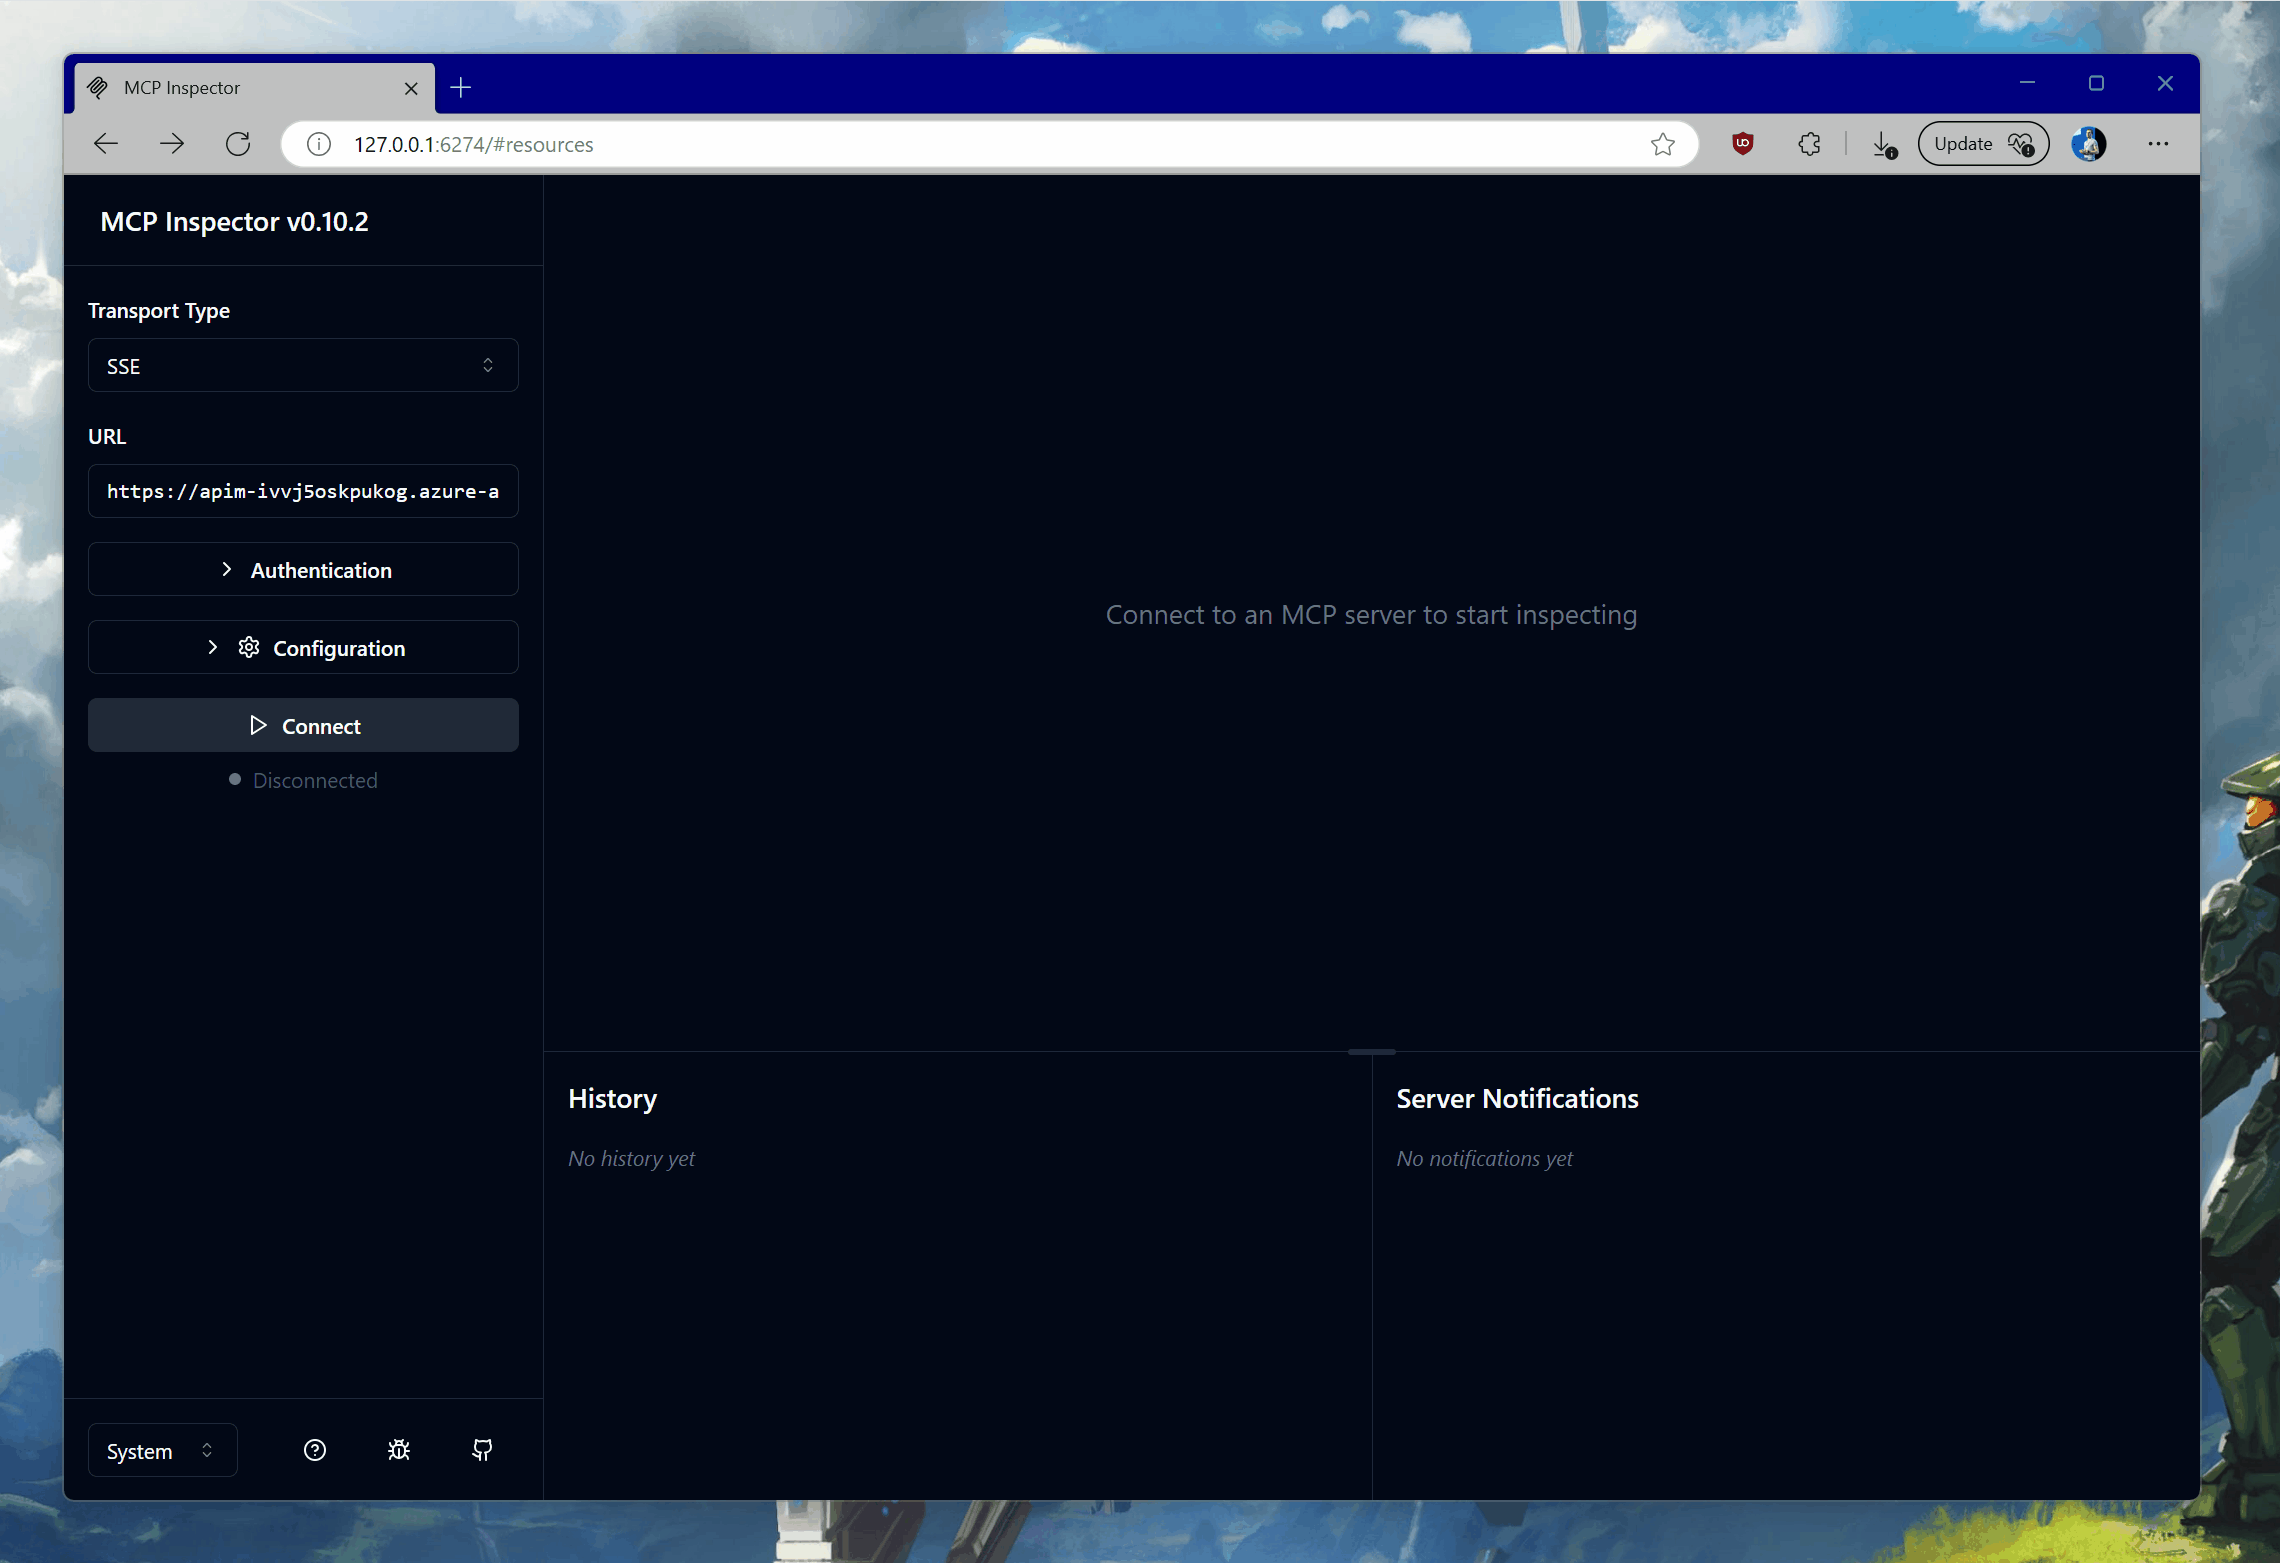 MCP Inspector
127.0.0.1:6274/#resources
Update
MCP Inspector v0.10.2
Transport Type
SSE
URL
https://apim-ivvj5oskpukog.azure-a
Authentication
Configuration
Connect
Disconnected
System
Connect to an MCP server to start inspecting
History
No history yet
Server Notifications
No notifications yet